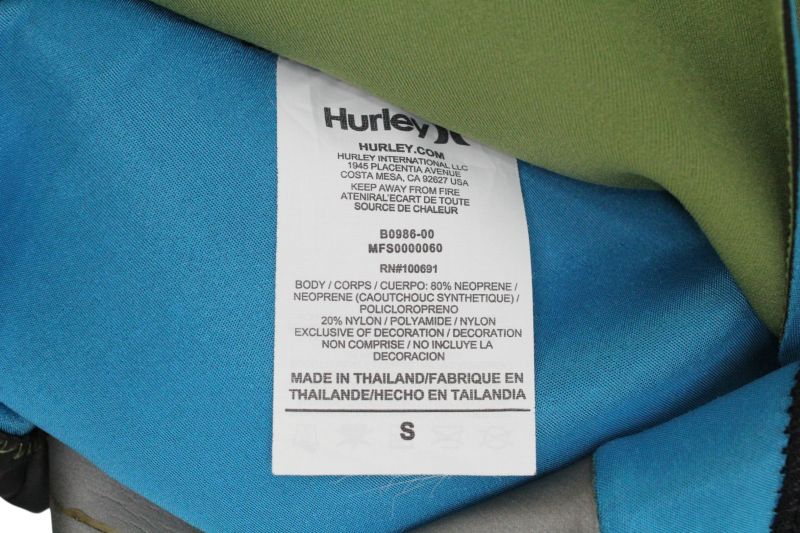 Hurley
HURLEY.COM
HURLEY INTERNATIONAL LLC
1945 PLACENTIA AVENUE
COSTA MESA, CA 92627 USA
KEEP AWAY FROM FIRE
ATENIRAL'ECART DE TOUTE
SOURCE DE CHALEUR
B0986-00
MFS0000060
RN#100691
BODY / CORPS / CUERPO: 80% NEOPRENE /
NEOPRENE (CAOUTCHOUC SYNTHETIQUE) /
POLICLOROPRENO
20% NYLON / POLYAMIDE / NYLON
EXCLUSIVE OF DECORATION / DECORATION
NON COMPRISE / NO INCLUYE LA
DECORACION
MADE IN THAILAND/FABRIQUE EN
THAILANDE/HECHO EN TAILANDIA
S